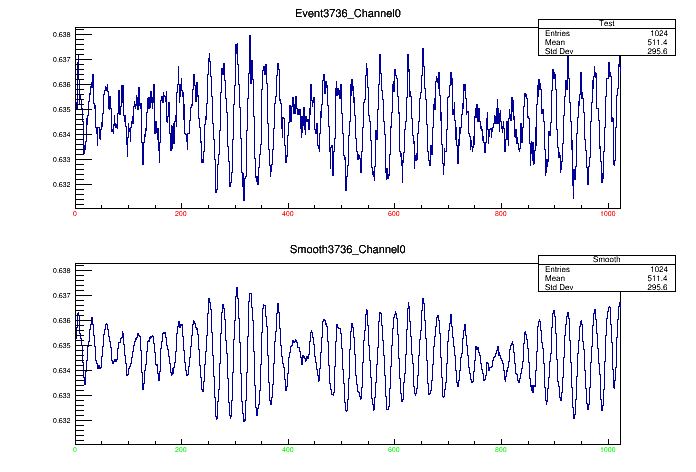 Event3736_Channel0
Test
Entries 1024
Mean 511.4
Std Dev 295.6
0.638
0.637
0.636
0.635
0.634
0.633
0.632
0 200 400 600 800 1000
Smooth3736_Channel0
Smooth
Entries 1024
Mean 511.4
Std Dev 295.6
0.638
0.637
0.636
0.635
0.634
0.633
0.632
0 200 400 600 800 1000